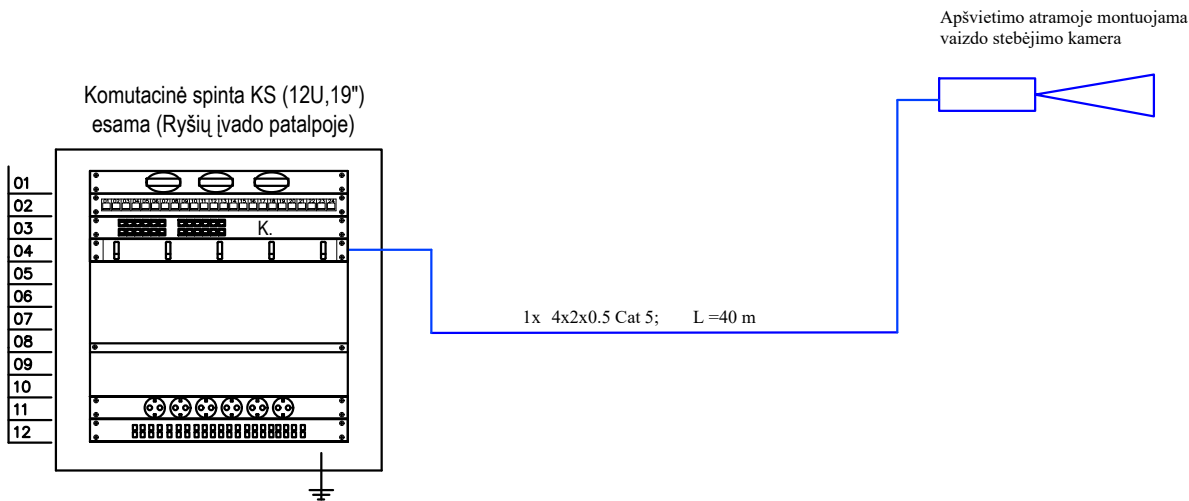 Apšvietimo atramoje montuojama
vaizdo stebėjimo kamera
Komutacinė spinta KS (12U,19")
esama (Ryšių įvado patalpoje)
01
02
03
K.
04
05
06
07
08
09
10
11
12
1x 4x2x0.5 Cat 5; L =40 m